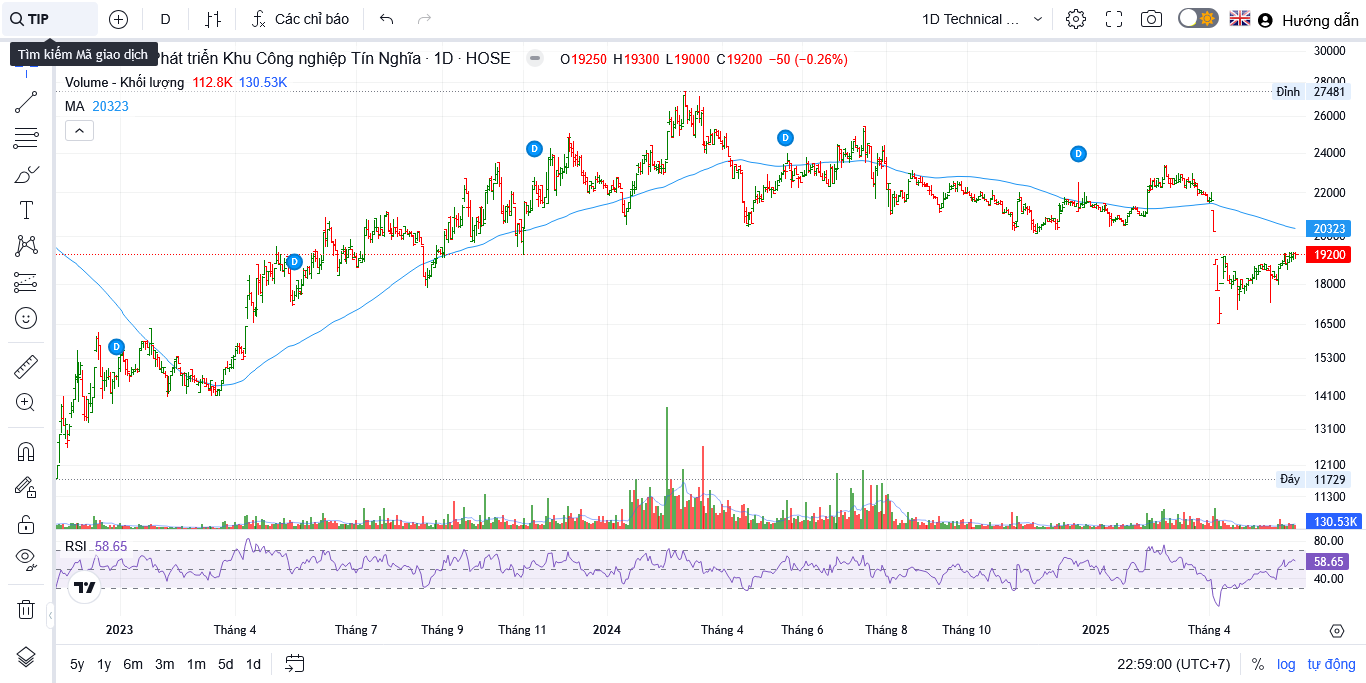 TIP
D
Các chỉ báo
1D Technical ...
Hướng dẫn
Tìm kiếm Mã giao dịch
Phát triển Khu Công nghiệp Tín Nghĩa · 1D · HOSE
O19250 H19300 L19000 C19200 −50 (−0.26%)
Volume - Khối lượng 112.8K 130.53K
MA 20323
30000
28000
Đỉnh 27481
26000
24000
22000
20323
20000
19200
18000
16500
15300
14100
13100
12100
Đáy 11729
11300
130.53K
D
D
D
D
D
RSI 58.65
80.00
58.65
40.00
2023 Tháng 4 Tháng 7 Tháng 9 Tháng 11 2024 Tháng 4 Tháng 6 Tháng 8 Tháng 10 2025 Tháng 4
5y 1y 6m 3m 1m 5d 1d
22:59:00 (UTC+7) % log tự động